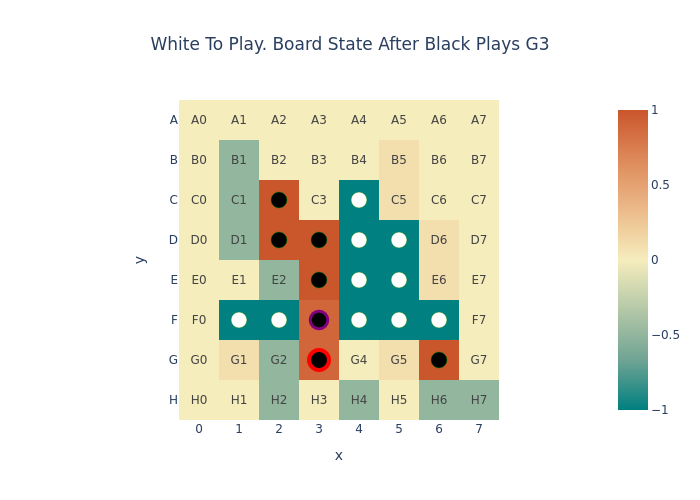 White To Play. Board State After Black Plays G3
A A0 A1 A2 A3 A4 A5 A6 A7
B B0 B1 B2 B3 B4 B5 B6 B7
C C0 C1 C3 C5 C6 C7
D D0 D1 D6 D7
E E0 E1 E2 E6 E7
F F0 F7
G G0 G1 G2 G4 G5 G7
H H0 H1 H2 H3 H4 H5 H6 H7
0 1 2 3 4 5 6 7
x
y
1
0.5
0
−0.5
−1